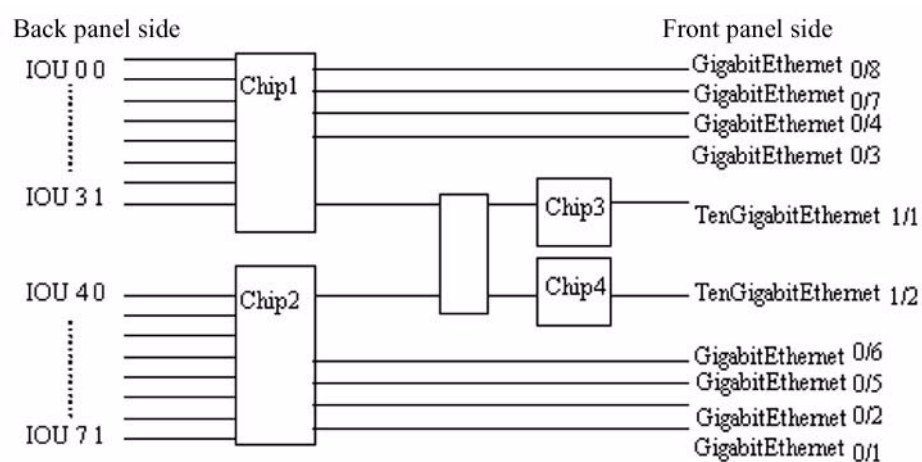 Back panel side
Front panel side
IOU 0 0
Chip1
GigabitEthernet 0/8
GigabitEthernet 0/7
GigabitEthernet 0/4
GigabitEthernet 0/3
IOU 3 1
Chip3
TenGigabitEthernet 1/1
IOU 4 0
Chip2
Chip4
TenGigabitEthernet 1/2
GigabitEthernet 0/6
GigabitEthernet 0/5
GigabitEthernet 0/2
IOU 7 1
GigabitEthernet 0/1